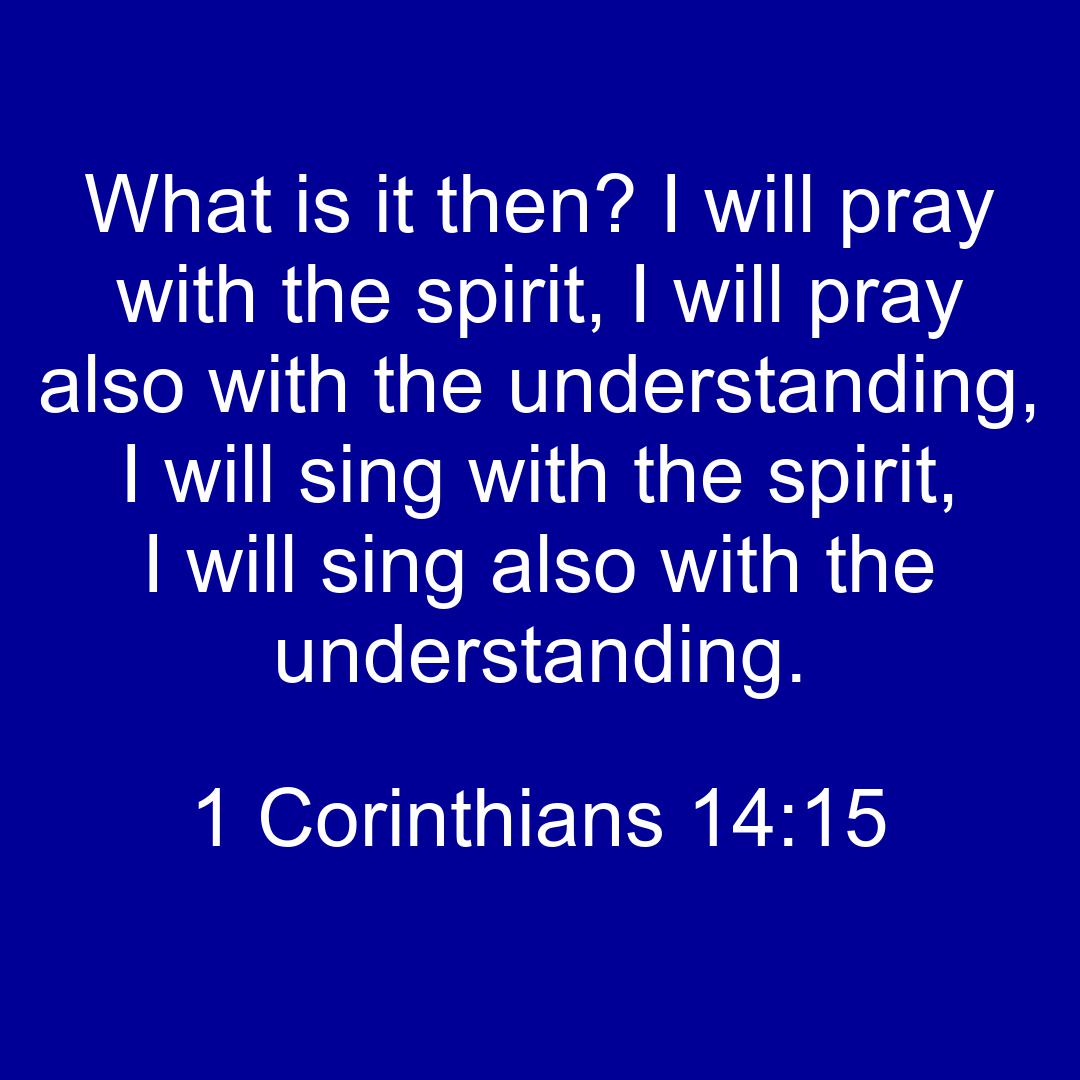 What is it then? I will pray
with the spirit, I will pray
also with the understanding,
I will sing with the spirit,
I will sing also with the
understanding.
1 Corinthians 14:15